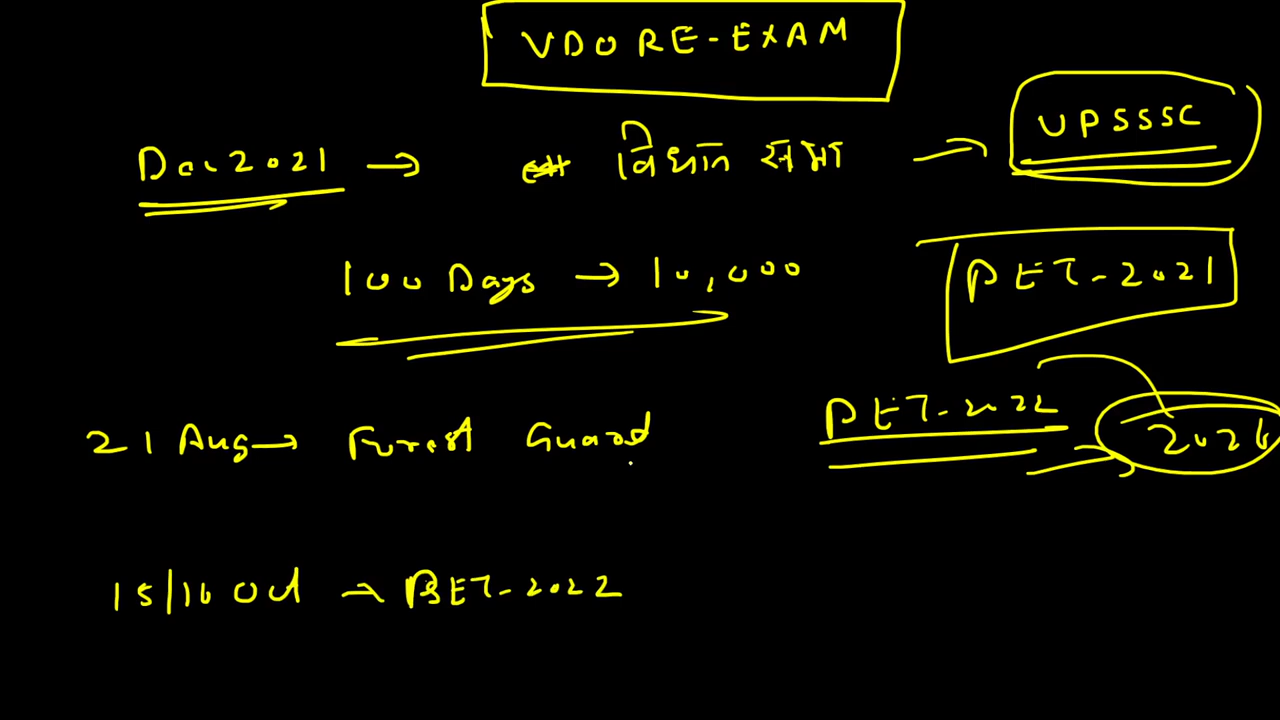 VDO RE-EXAM
Dec 2021 → विधान सभा → UPSSSC
100 Days → 10,000
PET-2021
21 Aug → Forest Guard
PET-2022
15/16 Oct → PET-2022